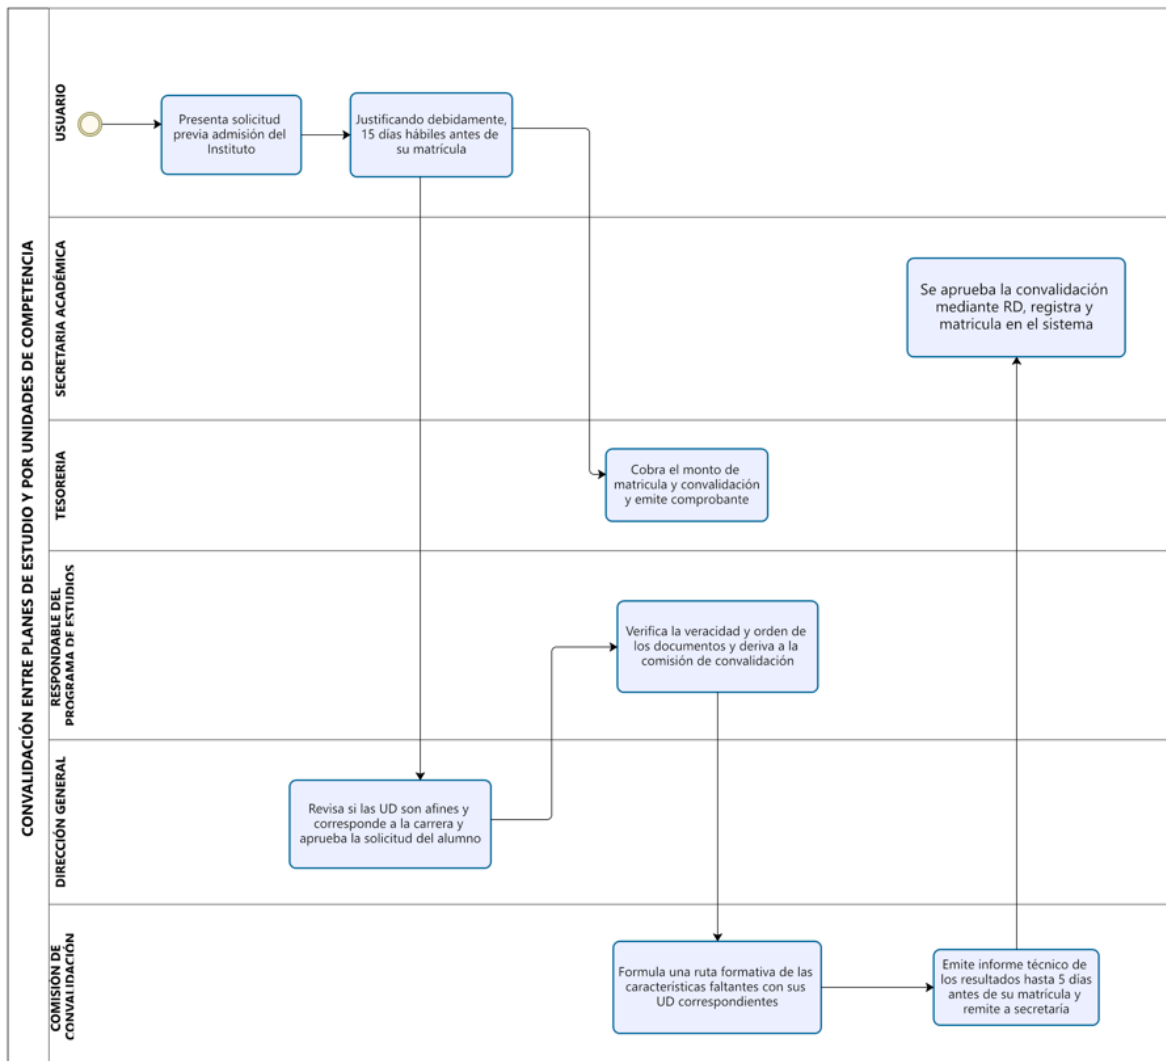 CONVALIDACIÓN ENTRE PLANES DE ESTUDIO Y POR UNIDADES DE COMPETENCIA
USUARIO
Presenta solicitud
previa admisión del
Instituto
Justificando debidamente,
15 días hábiles antes de
su matrícula
SECRETARIA ACADÉMICA
Se aprueba la convalidación
mediante RD, registra y
matricula en el sistema
TESORERIA
Cobra el monto de
matricula y convalidación
y emite comprobante
RESPONDABLE DEL
PROGRAMA DE ESTUDIOS
Verifica la veracidad y orden de
los documentos y deriva a la
comisión de convalidación
DIRECCIÓN GENERAL
Revisa si las UD son afines y
corresponde a la carrera y
aprueba la solicitud del alumno
COMISION DE
CONVALIDACIÓN
Formula una ruta formativa de las
características faltantes con sus
UD correspondientes
Emite informe técnico de
los resultados hasta 5 días
antes de su matricula y
remite a secretaría